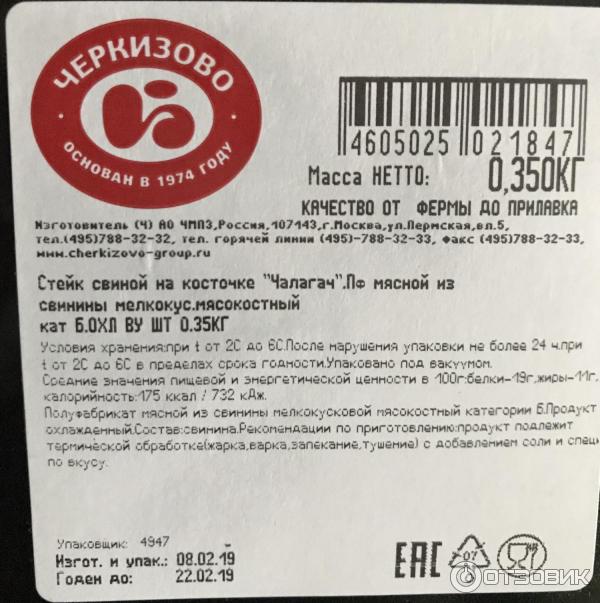 ЧЕРКИЗОВО
ОСНОВАН В 1974 ГОДУ
4605025 021847
Масса НЕТТО: 0,350КГ
КАЧЕСТВО ОТ ФЕРМЫ ДО ПРИЛАВКА
Изготовитель (Ч) АО ЧМПЗ,Россия,107143,г.Москва,ул.Пермская,вл.5,
тел.(495)788-32-32, тел. горячей линии (495)-788-32-33, факс (495)788-32-33,
www.cherkizovo-group.ru
Стейк свиной на косточке "Чалагач".Пф мясной из
свинины мелкокус.мясокостный
кат Б.ОХЛ ВУ ШТ 0.35КГ
Условия хранения:при t от 2С до 6С.После нарушения упаковки не более 24 ч.при
t от 2С до 6С в пределах срока годности.Упаковано под вакуумом.
Средние значения пищевой и энергетической ценности в 100г:белки-19г,жиры-11г,
калорийность:175 ккал / 732 кДж.
Полуфабрикат мясной из свинины мелкокусковой мясокостный категории Б.Продукт
охлажденный.Состав:свинина.Рекомендации по приготовлению:продукт подлежит
термической обработке(жарка,варка,запекание,тушение) с добавлением соли и спец
по вкусу.
Упаковщик: 4947
Изгот. и упак.: 08.02.19
Годен до: 22.02.19
ЕАС
07
ОТЗОВИК